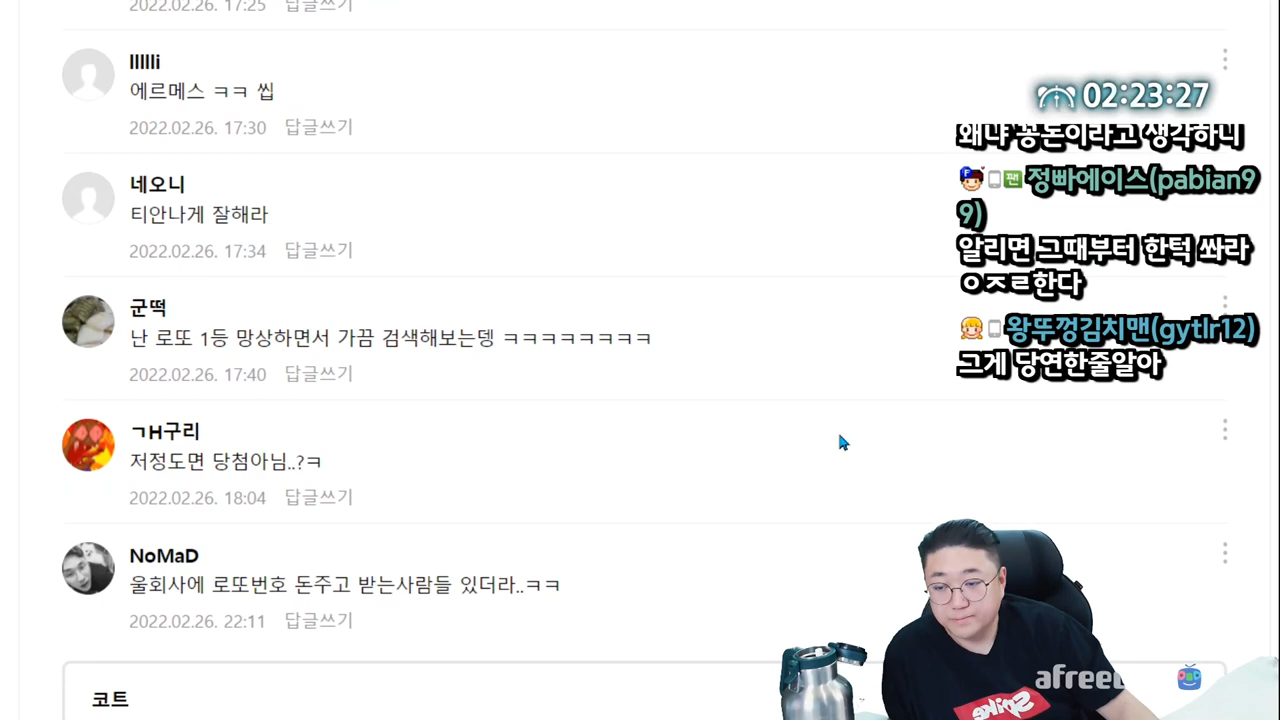 2022.02.26. 17:25 답글쓰기
llllli
에르메스 ㅋㅋ 씹
2022.02.26. 17:30 답글쓰기
네오니
티안나게 잘해라
2022.02.26. 17:34 답글쓰기
군떡
난 로또 1등 망상하면서 가끔 검색해보는뎅 ㅋㅋㅋㅋㅋㅋㅋㅋ
2022.02.26. 17:40 답글쓰기
ㄱH구리
저정도면 당첨아님..?ㅋ
2022.02.26. 18:04 답글쓰기
NoMaD
울회사에 로또번호 돈주고 받는사람들 있더라..ㅋㅋ
2022.02.26. 22:11 답글쓰기
코트
02:23:27
왜냐 꽁돈이라고 생각하니
정빠에이스(pabian9
9)
알리면 그때부터 한턱 쏴라
ㅇㅈㄹ한다
왕뚜껑김치맨(gytlr12)
그게 당연한줄알아